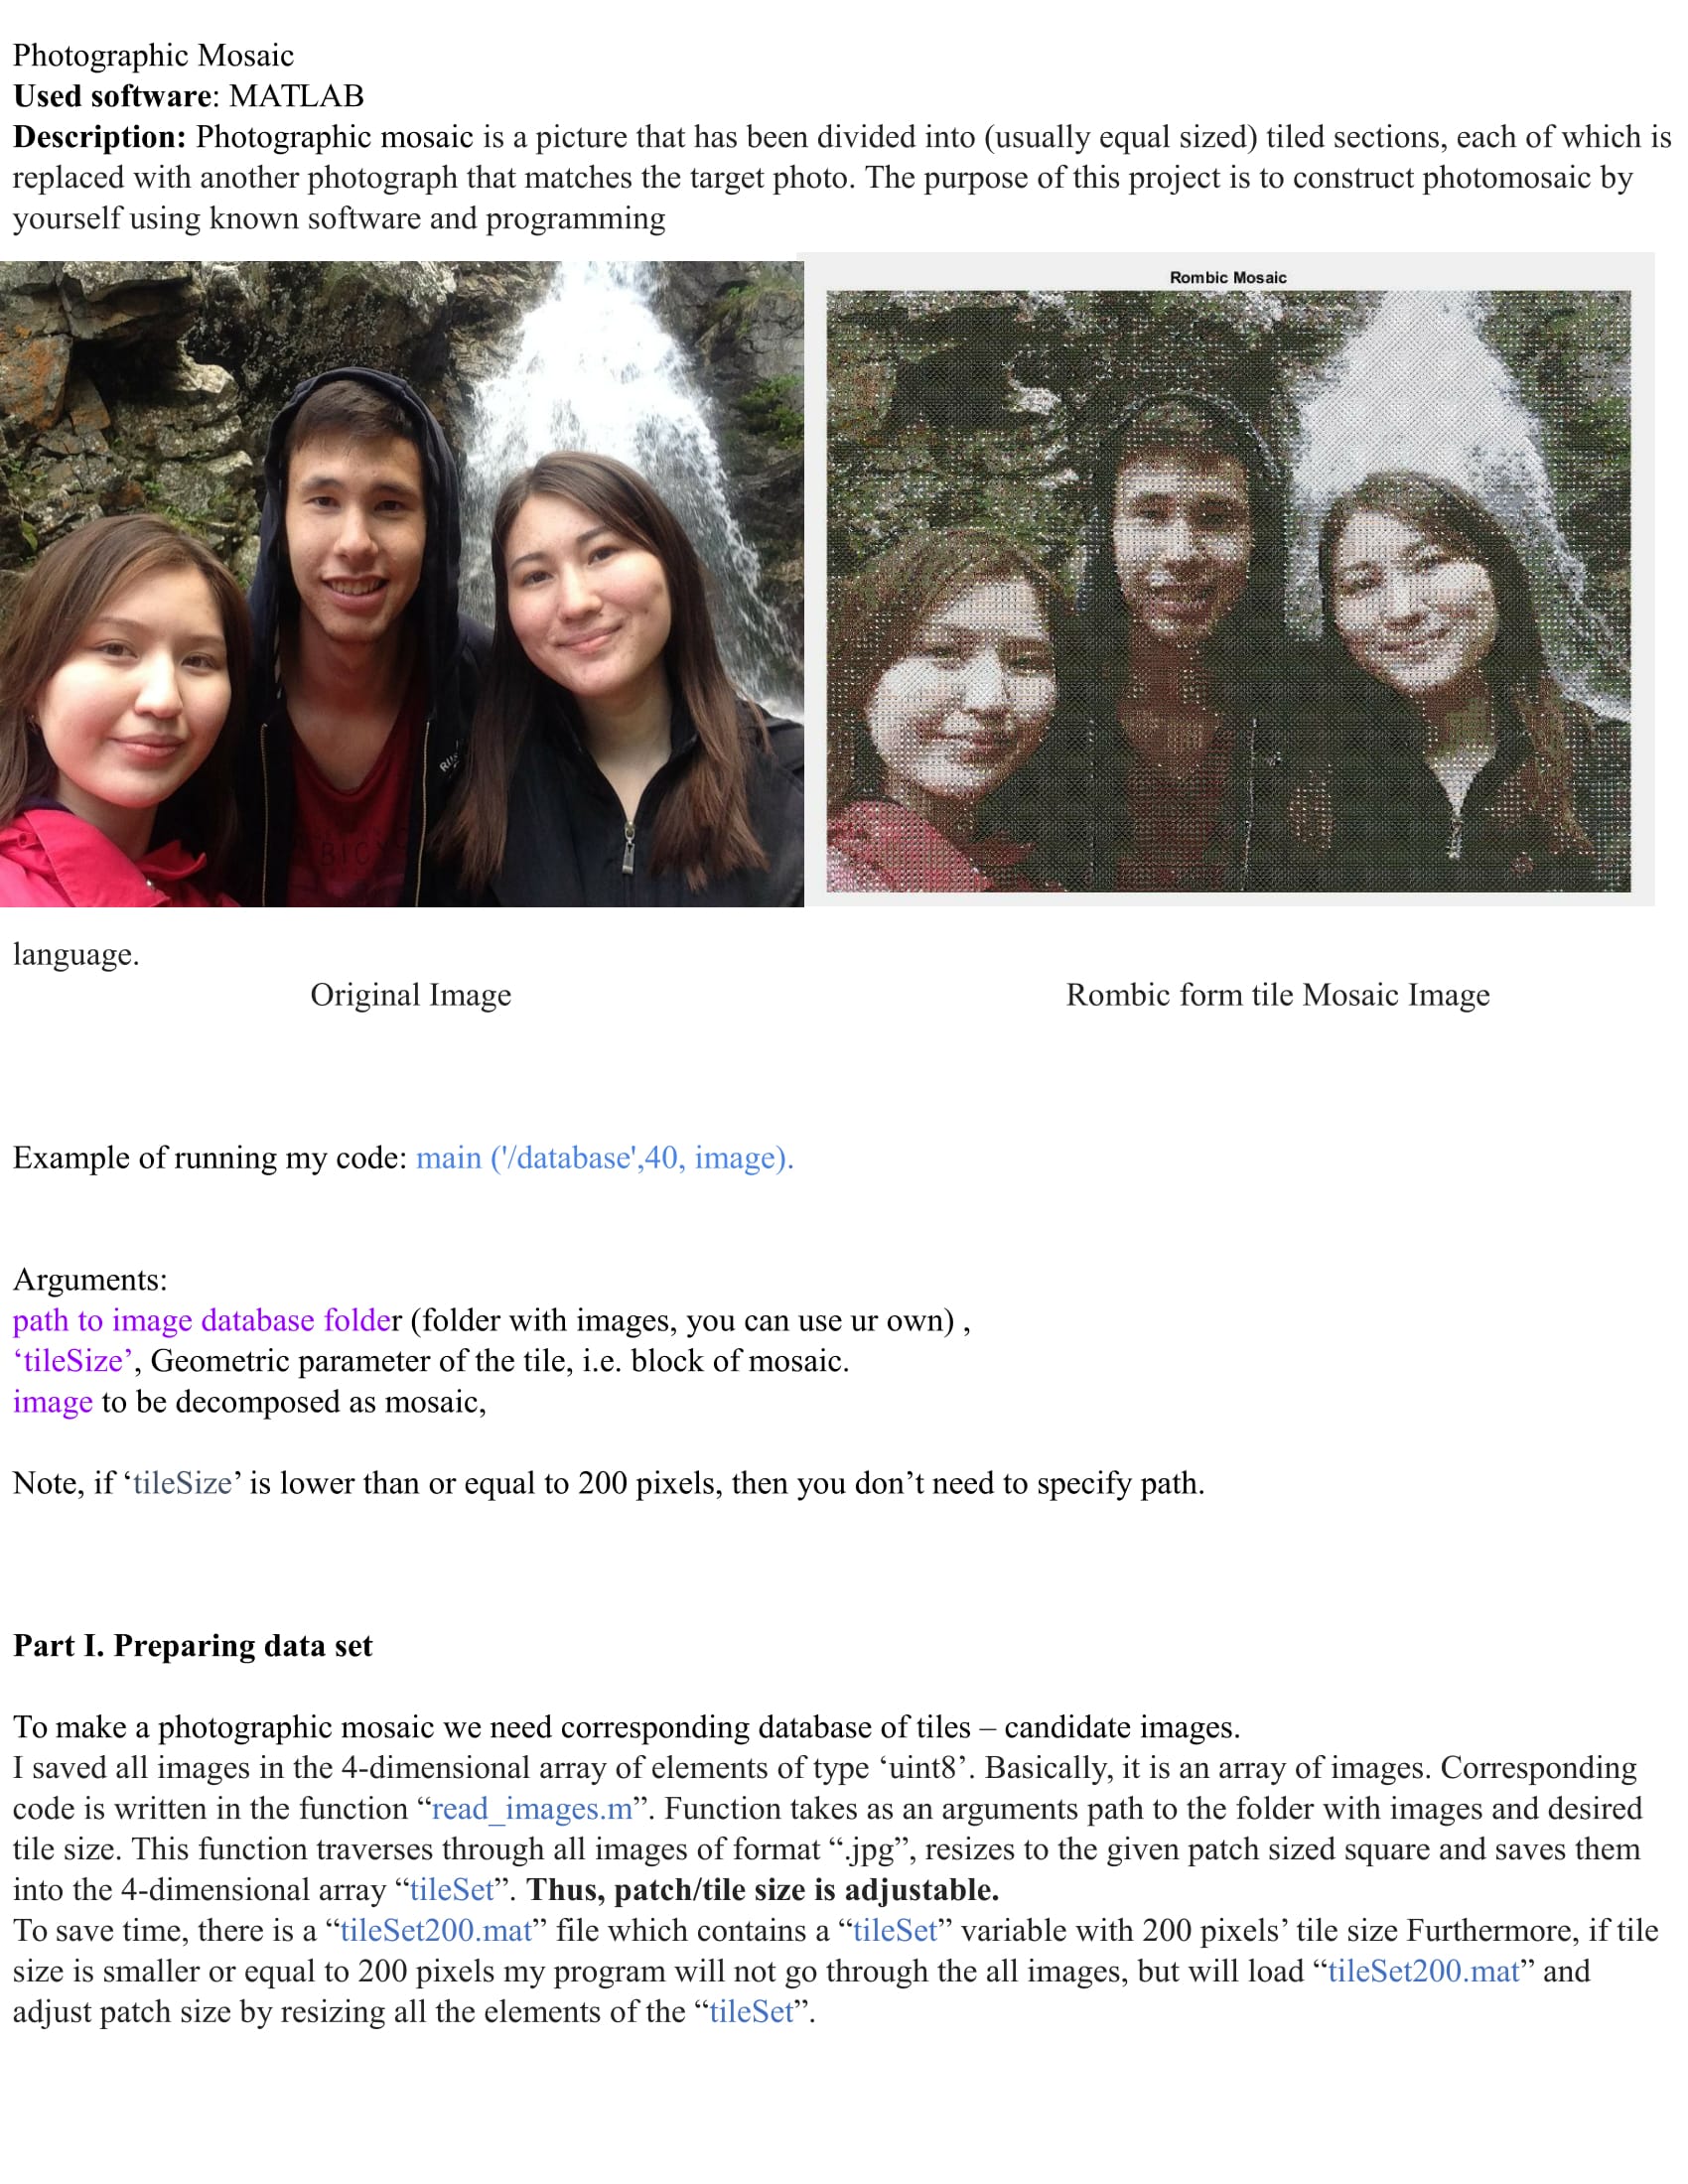 Photographic Mosaic
Used software: MATLAB
Description: Photographic mosaic is a picture that has been divided into (usually equal sized) tiled sections, each of which is
replaced with another photograph that matches the target photo. The purpose of this project is to construct photomosaic by
yourself using known software and programming
Rombic Mosaic
BICYC
language.
Original Image
Rombic form tile Mosaic Image
Example of running my code: main ('/database',40, image).
Arguments:
path to image database folder (folder with images, you can use ur own) ,
‘tileSize’, Geometric parameter of the tile, i.e. block of mosaic.
image to be decomposed as mosaic,
Note, if ‘tileSize’ is lower than or equal to 200 pixels, then you don’t need to specify path.
Part I. Preparing data set
To make a photographic mosaic we need corresponding database of tiles – candidate images.
I saved all images in the 4-dimensional array of elements of type ‘uint8’. Basically, it is an array of images. Corresponding
code is written in the function “read_images.m”. Function takes as an arguments path to the folder with images and desired
tile size. This function traverses through all images of format “.jpg”, resizes to the given patch sized square and saves them
into the 4-dimensional array “tileSet”. Thus, patch/tile size is adjustable.
To save time, there is a “tileSet200.mat” file which contains a “tileSet” variable with 200 pixels’ tile size Furthermore, if tile
size is smaller or equal to 200 pixels my program will not go through the all images, but will load “tileSet200.mat” and
adjust patch size by resizing all the elements of the “tileSet”.